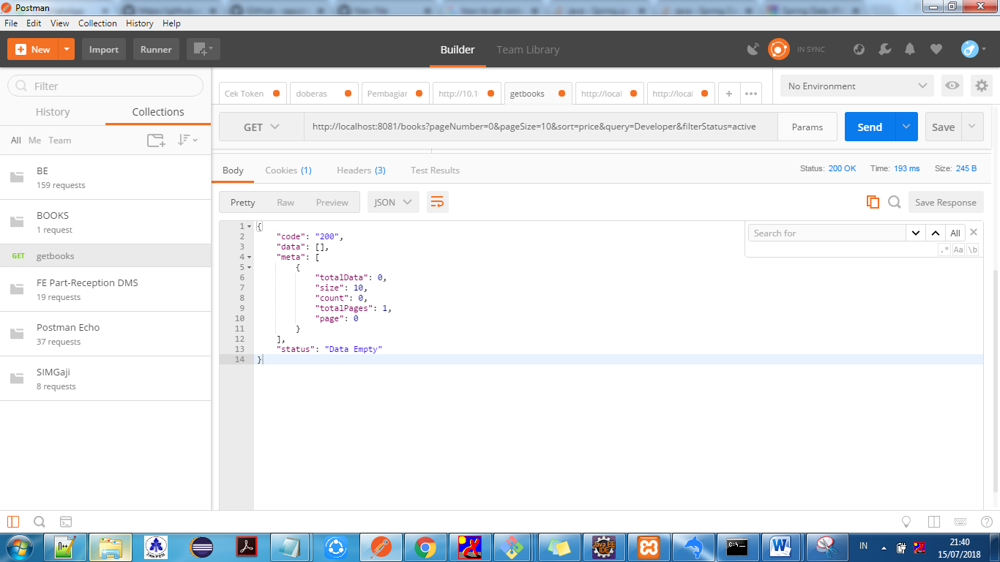 Postman
File Edit View Collection History Help
New Import Runner Builder Team Library IN SYNC
Filter
History Collections
All Me Team
BE
159 requests
BOOKS
1 request
GET getbooks
FE Part-Reception DMS
19 requests
Postman Echo
37 requests
SIMGaji
8 requests
Cek Token doberas Pembagian http://10.1 getbooks http://local http://local + •••
No Environment
GET http://localhost:8081/books?pageNumber=0&pageSize=10&sort=price&query=Developer&filterStatus=active Params Send Save
Body Cookies (1) Headers (3) Test Results Status: 200 OK Time: 193 ms Size: 245 B
Pretty Raw Preview JSON Save Response
Search for All
.* Aa \b
1 {
2 "code": "200",
3 "data": [],
4 "meta": [
5 {
6 "totalData": 0,
7 "size": 10,
8 "count": 0,
9 "totalPages": 1,
10 "page": 0
11 }
12 ],
13 "status": "Data Empty"
14 }
IN 21:40
15/07/2018